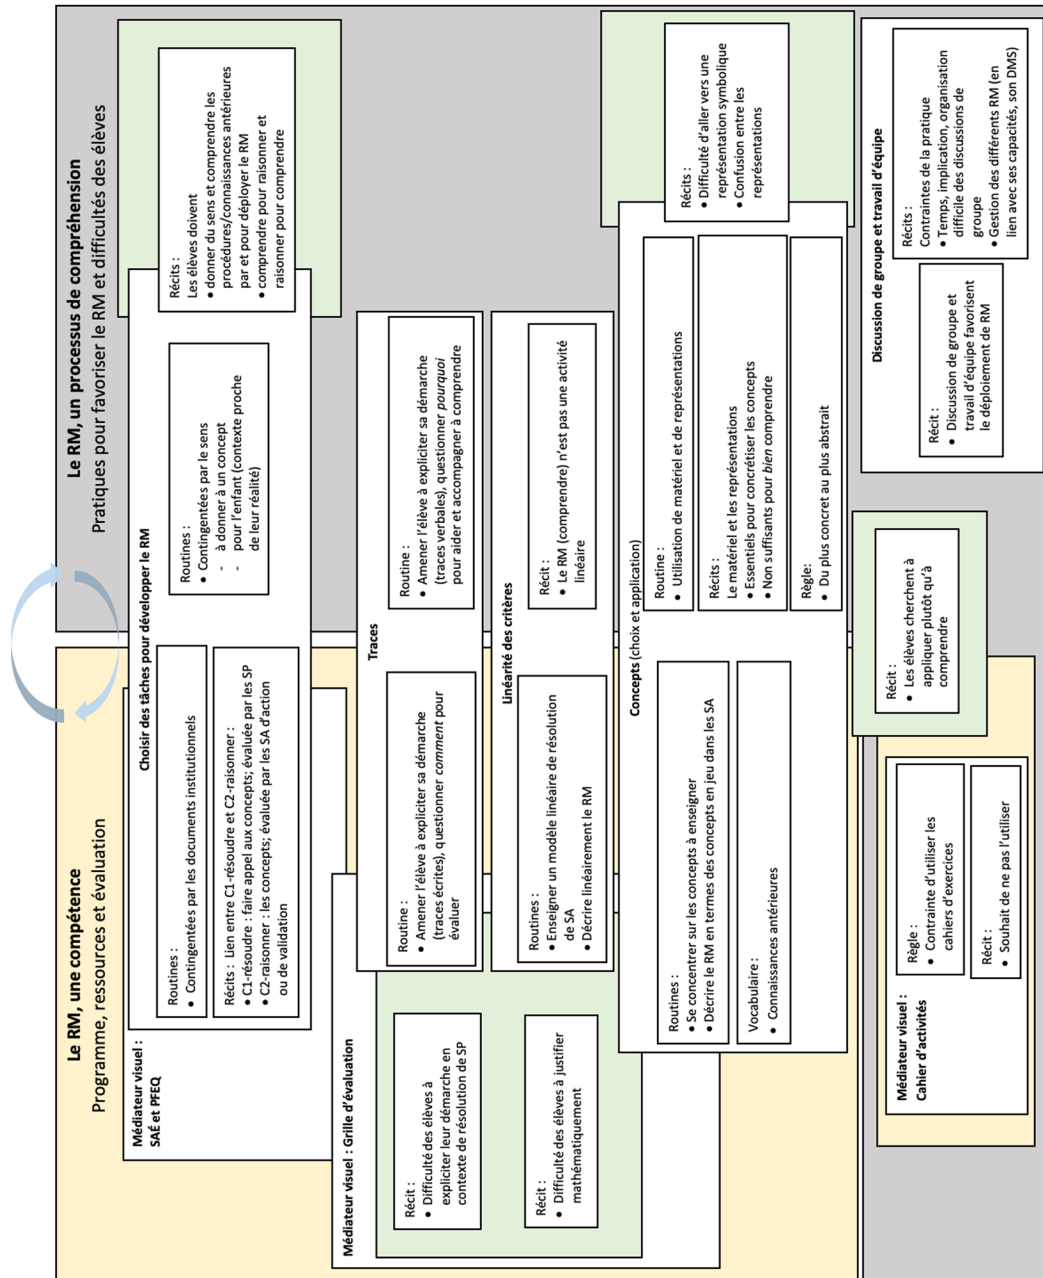 Le RM, une compétence
Programme, ressources et évaluation
Le RM, un processus de compréhension
Pratiques pour favoriser le RM et difficultés des élèves
Médiateur visuel :
SAÉ et PFEQ
Choisir des tâches pour développer le RM
Routines :
• Contingentées par les documents institutionnels
Récits : Lien entre C1-résoudre et C2-raisonner :
• C1-résoudre : faire appel aux concepts; évaluée par les SP
• C2-raisonner : les concepts; évaluée par les SA d'action
ou de validation
Routines :
• Contingentées par le sens
- à donner à un concept
- pour l'enfant (contexte proche
de leur réalité)
Récits :
Les élèves doivent
• donner du sens et comprendre les
procédures/connaissances antérieures
par et pour déployer le RM
• comprendre pour raisonner et
raisonner pour comprendre
Médiateur visuel : Grille d'évaluation
Récit :
• Difficulté des élèves à
expliciter leur démarche en
contexte de résolution de SP
Récit :
• Difficulté des élèves à justifier
mathématiquement
Traces
Routine :
• Amener l'élève à expliciter sa démarche
(traces écrites), questionner comment pour
évaluer
Routine :
• Amener l'élève à expliciter sa démarche
(traces verbales), questionner pourquoi
pour aider et accompagner à comprendre
Linéarité des critères
Routines :
• Enseigner un modèle linéaire de résolution
de SA
• Décrire linéairement le RM
Récit :
• Le RM (comprendre) n'est pas une activité
linéaire
Concepts (choix et application)
Routines :
• Se concentrer sur les concepts à enseigner
• Décrire le RM en termes des concepts en jeu dans les SA
Vocabulaire :
• Connaissances antérieures
Routine :
• Utilisation de matériel et de représentations
Récits :
Le matériel et les représentations
• Essentiels pour concrétiser les concepts
• Non suffisants pour bien comprendre
Règle:
• Du plus concret au plus abstrait
Récits :
• Difficulté d'aller vers une
représentation symbolique
• Confusion entre les
représentations
Médiateur visuel :
Cahier d'activités
Règle :
• Contrainte d'utiliser les
cahiers d'exercices
Récit :
• Souhait de ne pas l'utiliser
Récit :
• Les élèves cherchent à
appliquer plutôt qu'à
comprendre
Discussion de groupe et travail d'équipe
Récit :
• Discussion de groupe et
travail d'équipe favorisent
le déploiement de RM
Récits :
Contraintes de la pratique
• Temps, implication, organisation
difficile des discussions de
groupe
• Gestion des différents RM (en
lien avec ses capacités, son DMS)